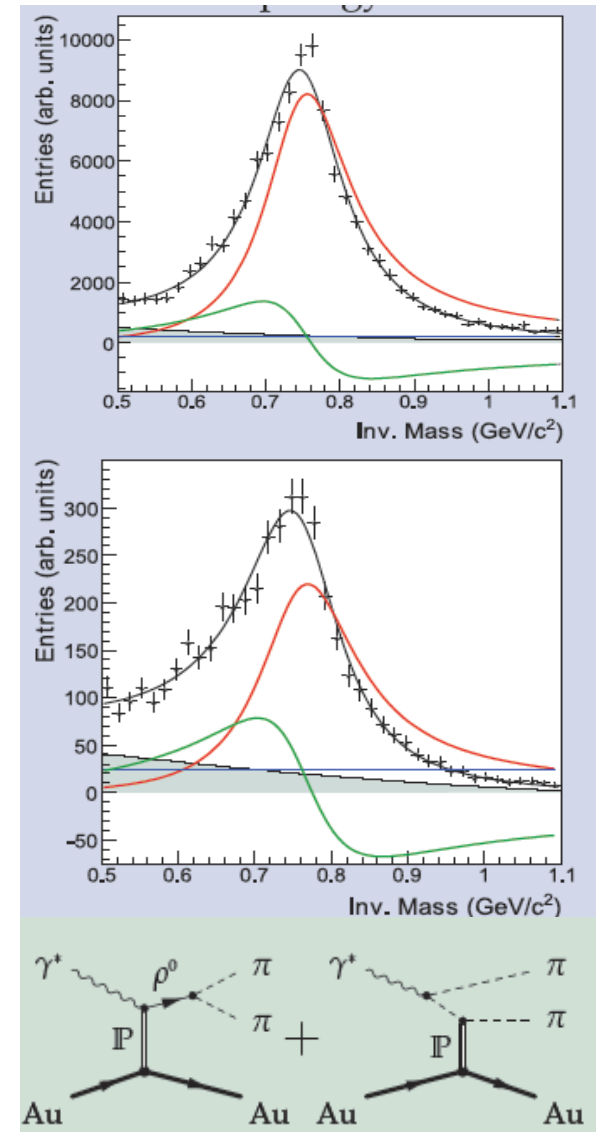 10000
8000
6000
4000
2000
0
Entries (arb. units)
0.5 0.6 0.7 0.8 0.9 1 1.1
Inv. Mass (GeV/c²)
300
250
200
150
100
50
0
-50
Entries (arb. units)
0.5 0.6 0.7 0.8 0.9 1 1.1
Inv. Mass (GeV/c²)
γ* ρ⁰ π γ* π
π π
ℙ + ℙ
Au Au Au Au